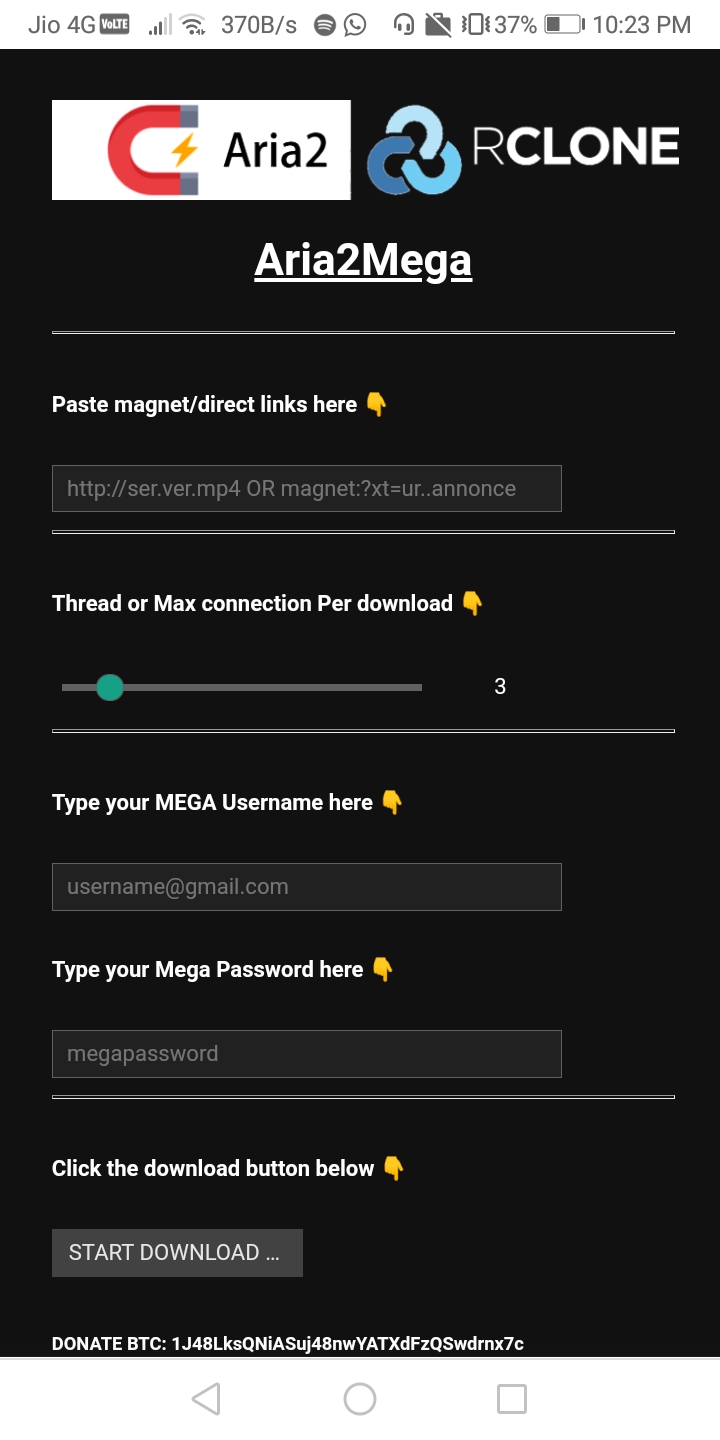 Jio 4G VoLTE 370B/s 37% 10:23 PM
Aria2 RCLONE
Aria2Mega
Paste magnet/direct links here 👇
http://ser.ver.mp4 OR magnet:?xt=ur..annonce
Thread or Max connection Per download 👇
3
Type your MEGA Username here 👇
username@gmail.com
Type your Mega Password here 👇
megapassword
Click the download button below 👇
START DOWNLOAD ...
DONATE BTC: 1J48LksQNiASuj48nwYATXdFzQSwdrnx7c